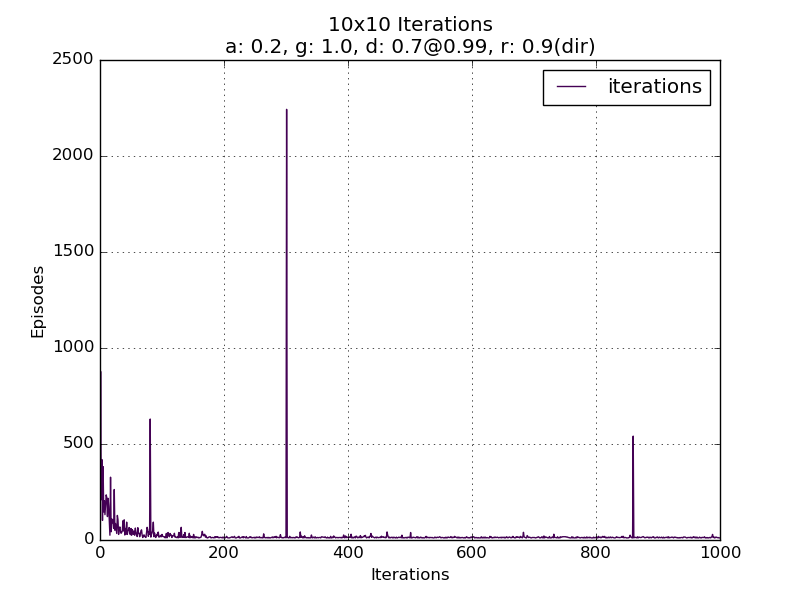 10x10 Iterations
a: 0.2, g: 1.0, d: 0.7@0.99, r: 0.9(dir)
iterations
2500
2000
1500
1000
500
0
Episodes
0 200 400 600 800 1000
Iterations